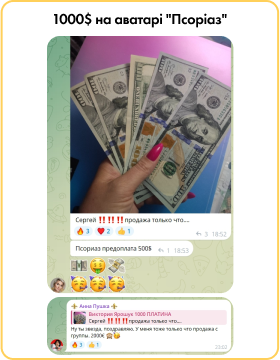 1000$ на аватарі "Псоріаз"
Сергей ‼️‼️‼️продажа только что....
🔥 3 ❤️ 2 👍 1
3 18:52
Псориаз предоплата 500$
1 18:53
⚜️ Анна Пушка ⚜️
Виктория Ярощук 1000 ПЛАТИНА
Сергей ‼️‼️‼️продажа только что....
Ну ты звезда, поздравляю. У меня тоже только что продажа с
группы. 2000€ 🙈😘
🔥 3 👍 1